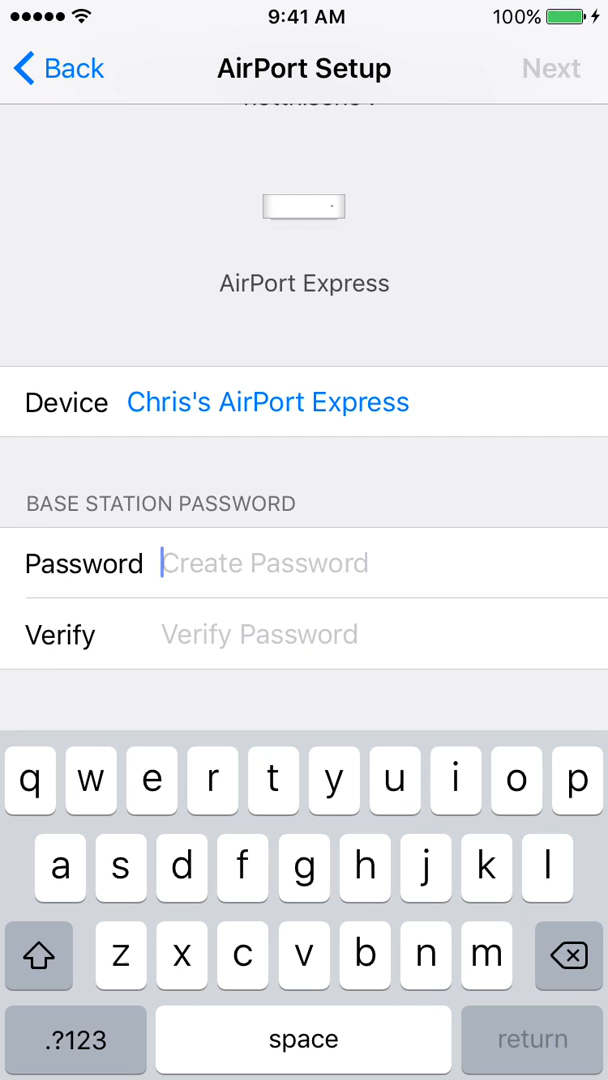 9:41 AM
100%
Back
AirPort Setup
Next
AirPort Express
Device Chris's AirPort Express
BASE STATION PASSWORD
Password Create Password
Verify Verify Password
q w e r t y u i o p
a s d f g h j k l
z x c v b n m
.?123 space return